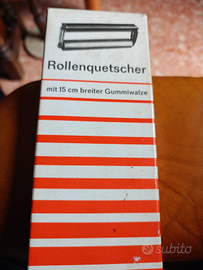 Rollenquetscher
mit 15 cm breiter Gummiwalze
subito